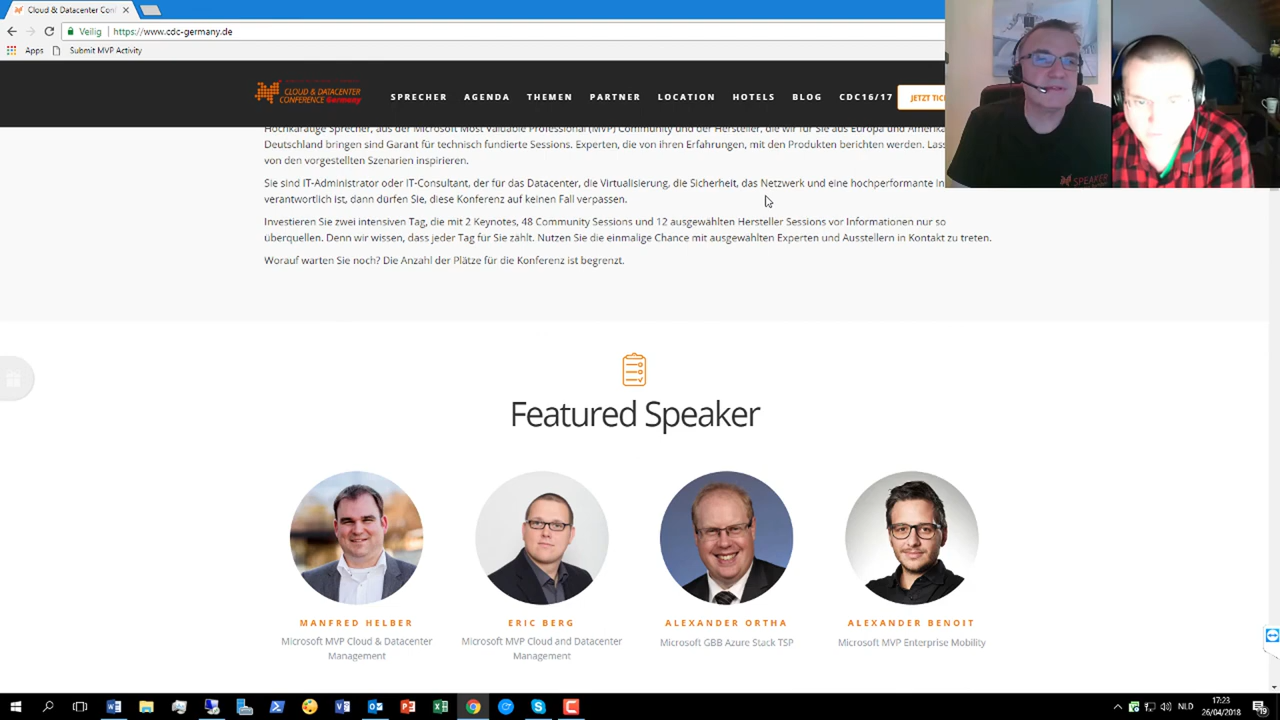 Cloud & Datacenter Con
Veilig
https://www.cdc-germany.de
Apps
Submit MVP Activity
CLOUD & DATACENTER
CONFERENCE Germany
SPRECHER
AGENDA
THEMEN
PARTNER
LOCATION
HOTELS
BLOG
CDC16/17
JETZT TIC
Hochkarätige Sprecher, aus der Microsoft Most Valuable Professional (MVP) Community und der Hersteller, die wir für Sie aus Europa und Amerika
Deutschland bringen sind Garant für technisch fundierte Sessions. Experten, die von ihren Erfahrungen, mit den Produkten berichten werden. Las
von den vorgestellten Szenarien inspirieren.
Sie sind IT-Administrator oder IT-Consultant, der für das Datacenter, die Virtualisierung, die Sicherheit, das Netzwerk und eine hochperformante In
verantwortlich ist, dann dürfen Sie, diese Konferenz auf keinen Fall verpassen.
Investieren Sie zwei intensiven Tag, die mit 2 Keynotes, 48 Community Sessions und 12 ausgewählten Hersteller Sessions vor Informationen nur so
überquellen. Denn wir wissen, dass jeder Tag für Sie zählt. Nutzen Sie die einmalige Chance mit ausgewählten Experten und Ausstellern in Kontakt zu treten.
Worauf warten Sie noch? Die Anzahl der Plätze für die Konferenz ist begrenzt.
SPEAKER
Featured Speaker
MANFRED HELBER
Microsoft MVP Cloud & Datacenter
Management
ERIC BERG
Microsoft MVP Cloud and Datacenter
Management
ALEXANDER ORTHA
Microsoft GBB Azure Stack TSP
ALEXANDER BENOIT
Microsoft MVP Enterprise Mobility
NLD
17:23
26/04/2018
19